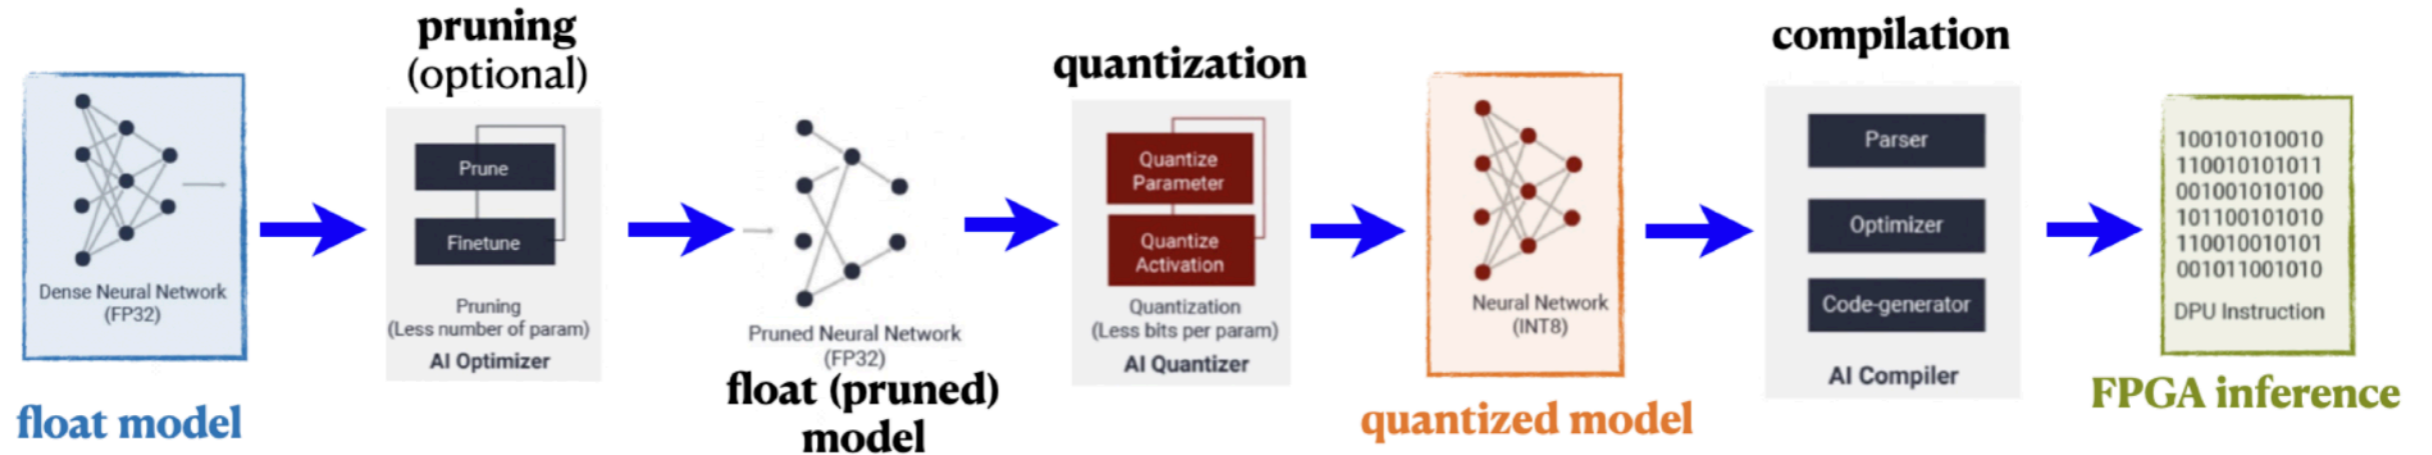 Dense Neural Network
(FP32)
float model
pruning
(optional)
Prune
Finetune
Pruning
(Less number of param)
AI Optimizer
Pruned Neural Network
(FP32)
float (pruned)
model
quantization
Quantize
Parameter
Quantize
Activation
Quantization
(Less bits per param)
AI Quantizer
Neural Network
(INT8)
quantized model
compilation
Parser
Optimizer
Code-generator
AI Compiler
100101010010
110010101011
001001010100
101100101010
110010010101
001011001010
DPU Instruction
FPGA inference